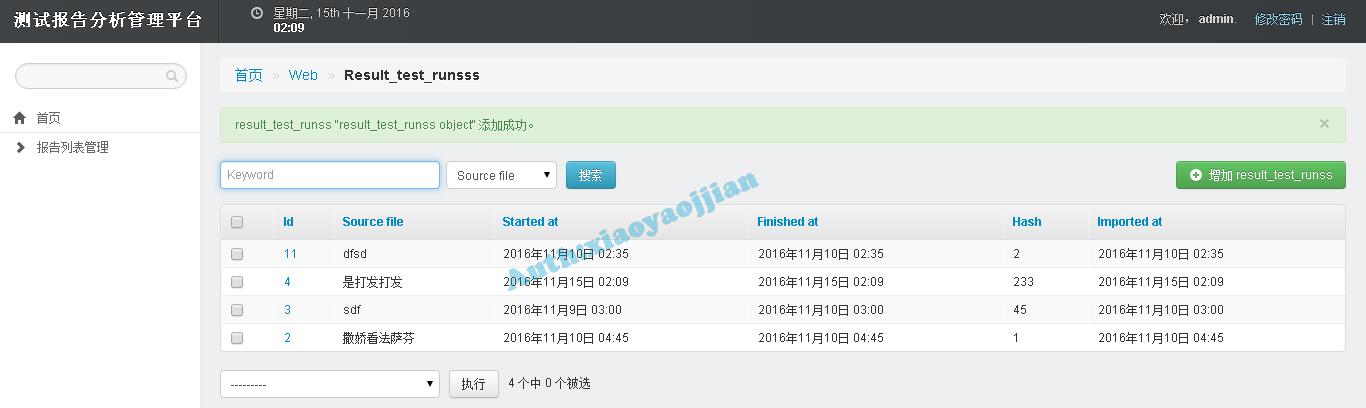 测试报告分析管理平台
星期二, 15th 十一月 2016
02:09
欢迎，admin. 修改密码 | 注销
首页 » Web » Result_test_runsss
首页
报告列表管理
result_test_runss "result_test_runss object" 添加成功。 ×
Keyword Source file 搜索 增加 result_test_runss
Id Source file Started at Finished at Hash Imported at
11 dfsd 2016年11月10日 02:35 2016年11月10日 02:35 2 2016年11月10日 02:35
4 是打发打发 2016年11月15日 02:09 2016年11月15日 02:09 233 2016年11月15日 02:09
3 sdf 2016年11月9日 03:00 2016年11月10日 03:00 45 2016年11月10日 03:00
2 撒娇看法萨芬 2016年11月10日 04:45 2016年11月10日 04:45 1 2016年11月10日 04:45
--------- 执行 4 个中 0 个被选
Auth:xiaoyaojjian